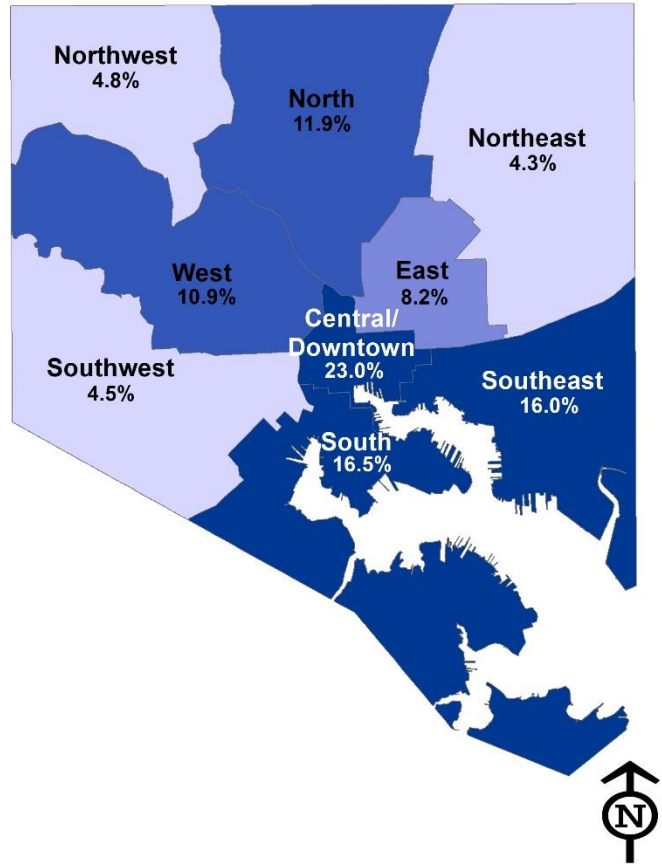 Northwest
4.8%
North
11.9%
Northeast
4.3%
West
10.9%
East
8.2%
Central/
Downtown
23.0%
Southwest
4.5%
Southeast
16.0%
South
16.5%
N